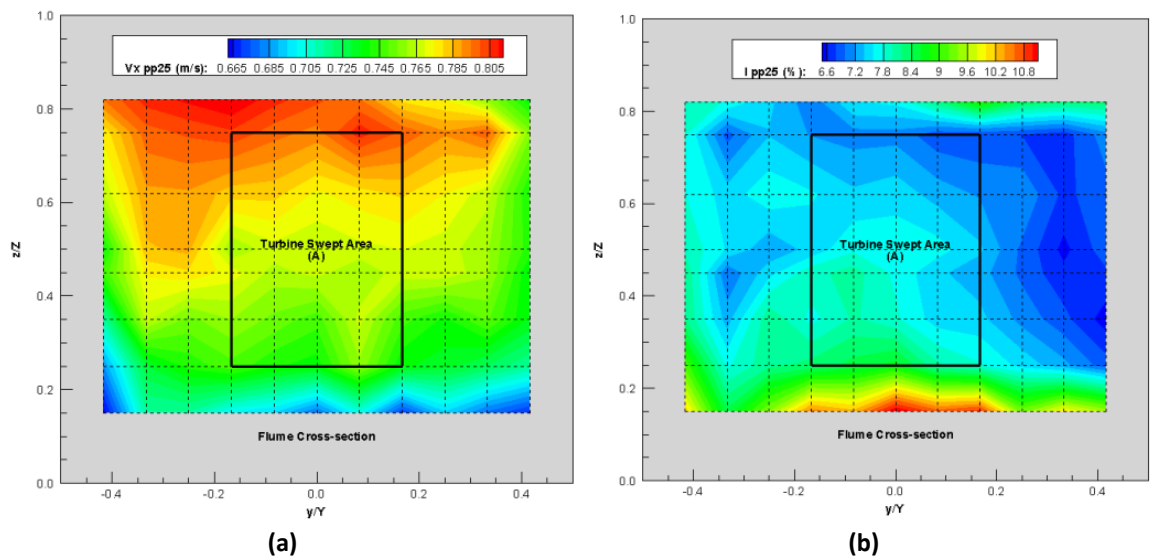 1.0
0.8
0.6
0.4
0.2
0.0
z/Z
Vx pp25 (m/s): 0.665 0.685 0.705 0.725 0.745 0.765 0.785 0.805
Turbine Swept Area
(A)
Flume Cross-section
-0.4 -0.2 0.0 0.2 0.4
y/Y
(a)
1.0
0.8
0.6
0.4
0.2
0.0
z/Z
I pp25 (%): 6.6 7.2 7.8 8.4 9 9.6 10.2 10.8
Turbine Swept Area
(A)
Flume Cross-section
-0.4 -0.2 0.0 0.2 0.4
y/Y
(b)